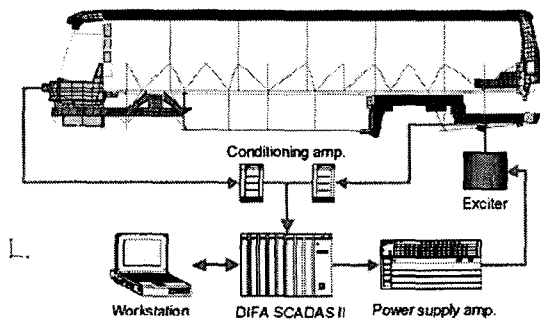 Conditioning amp.
Exciter
Workstation
DIFA SCADAS II
Power supply amp.